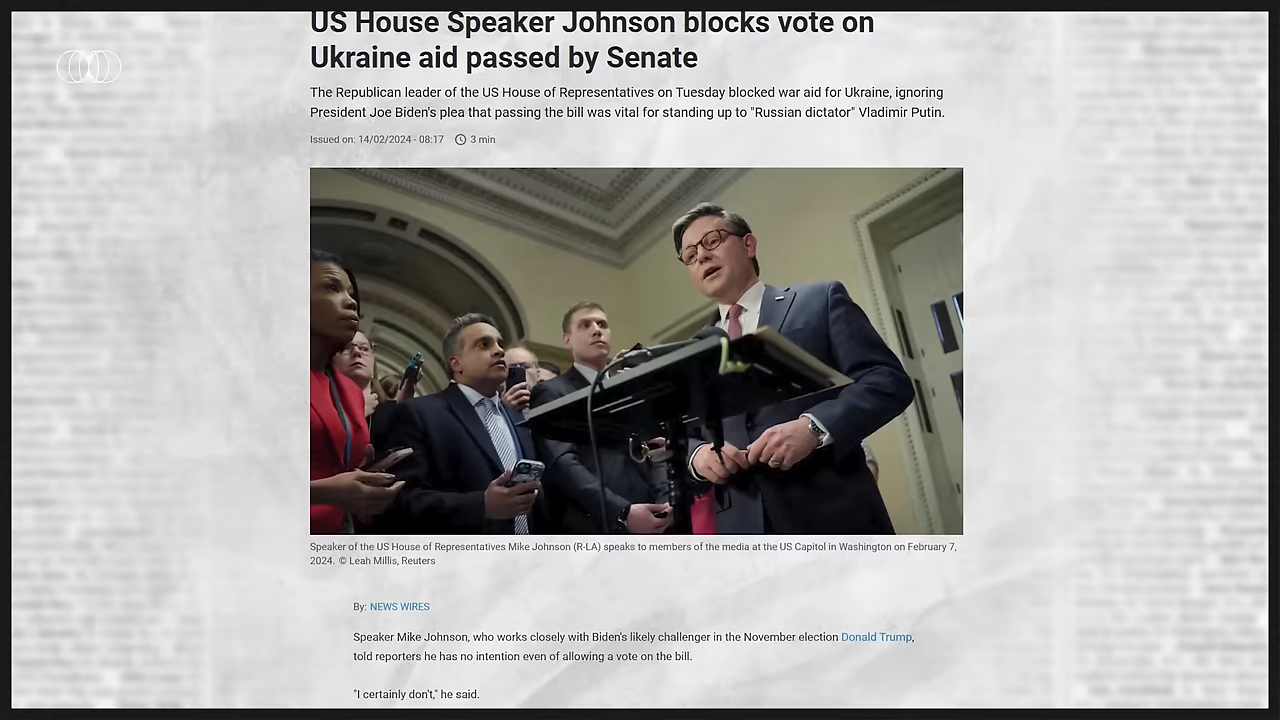 US House Speaker Johnson blocks vote on
Ukraine aid passed by Senate
The Republican leader of the US House of Representatives on Tuesday blocked war aid for Ukraine, ignoring
President Joe Biden's plea that passing the bill was vital for standing up to "Russian dictator" Vladimir Putin.
Issued on: 14/02/2024 - 08:17 3 min
Speaker of the US House of Representatives Mike Johnson (R-LA) speaks to members of the media at the US Capitol in Washington on February 7,
2024. © Leah Millis, Reuters
By: NEWS WIRES
Speaker Mike Johnson, who works closely with Biden's likely challenger in the November election Donald Trump,
told reporters he has no intention even of allowing a vote on the bill.
"I certainly don't," he said.